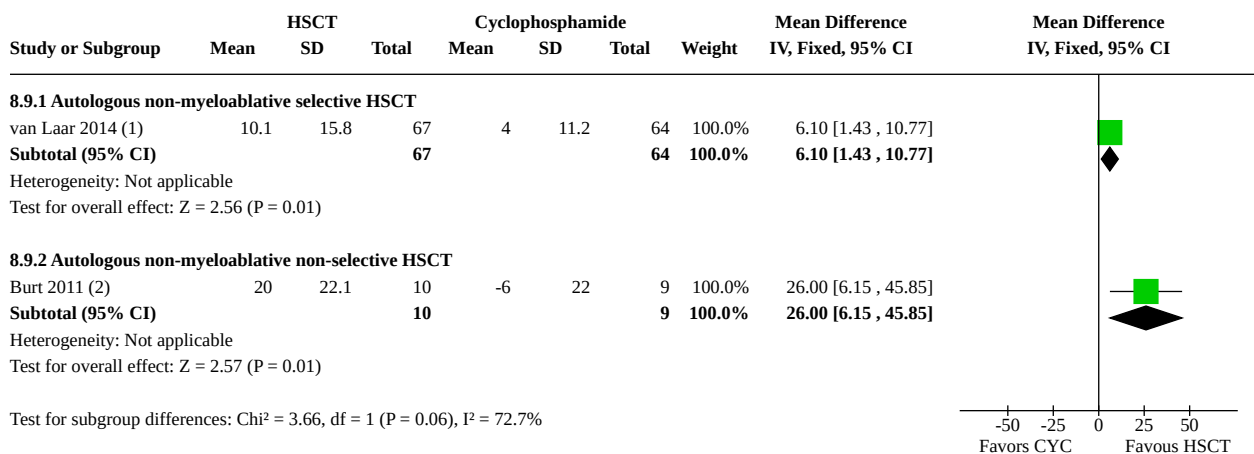 HSCT Cyclophosphamide Mean Difference Mean Difference
Study or Subgroup Mean SD Total Mean SD Total Weight IV, Fixed, 95% CI IV, Fixed, 95% CI
8.9.1 Autologous non-myeloablative selective HSCT
van Laar 2014 (1) 10.1 15.8 67 4 11.2 64 100.0% 6.10 [1.43 , 10.77]
Subtotal (95% CI) 67 64 100.0% 6.10 [1.43 , 10.77]
Heterogeneity: Not applicable
Test for overall effect: Z = 2.56 (P = 0.01)
8.9.2 Autologous non-myeloablative non-selective HSCT
Burt 2011 (2) 20 22.1 10 -6 22 9 100.0% 26.00 [6.15 , 45.85]
Subtotal (95% CI) 10 9 100.0% 26.00 [6.15 , 45.85]
Heterogeneity: Not applicable
Test for overall effect: Z = 2.57 (P = 0.01)
Test for subgroup differences: Chi² = 3.66, df = 1 (P = 0.06), I² = 72.7%
-50 -25 0 25 50
Favors CYC Favous HSCT